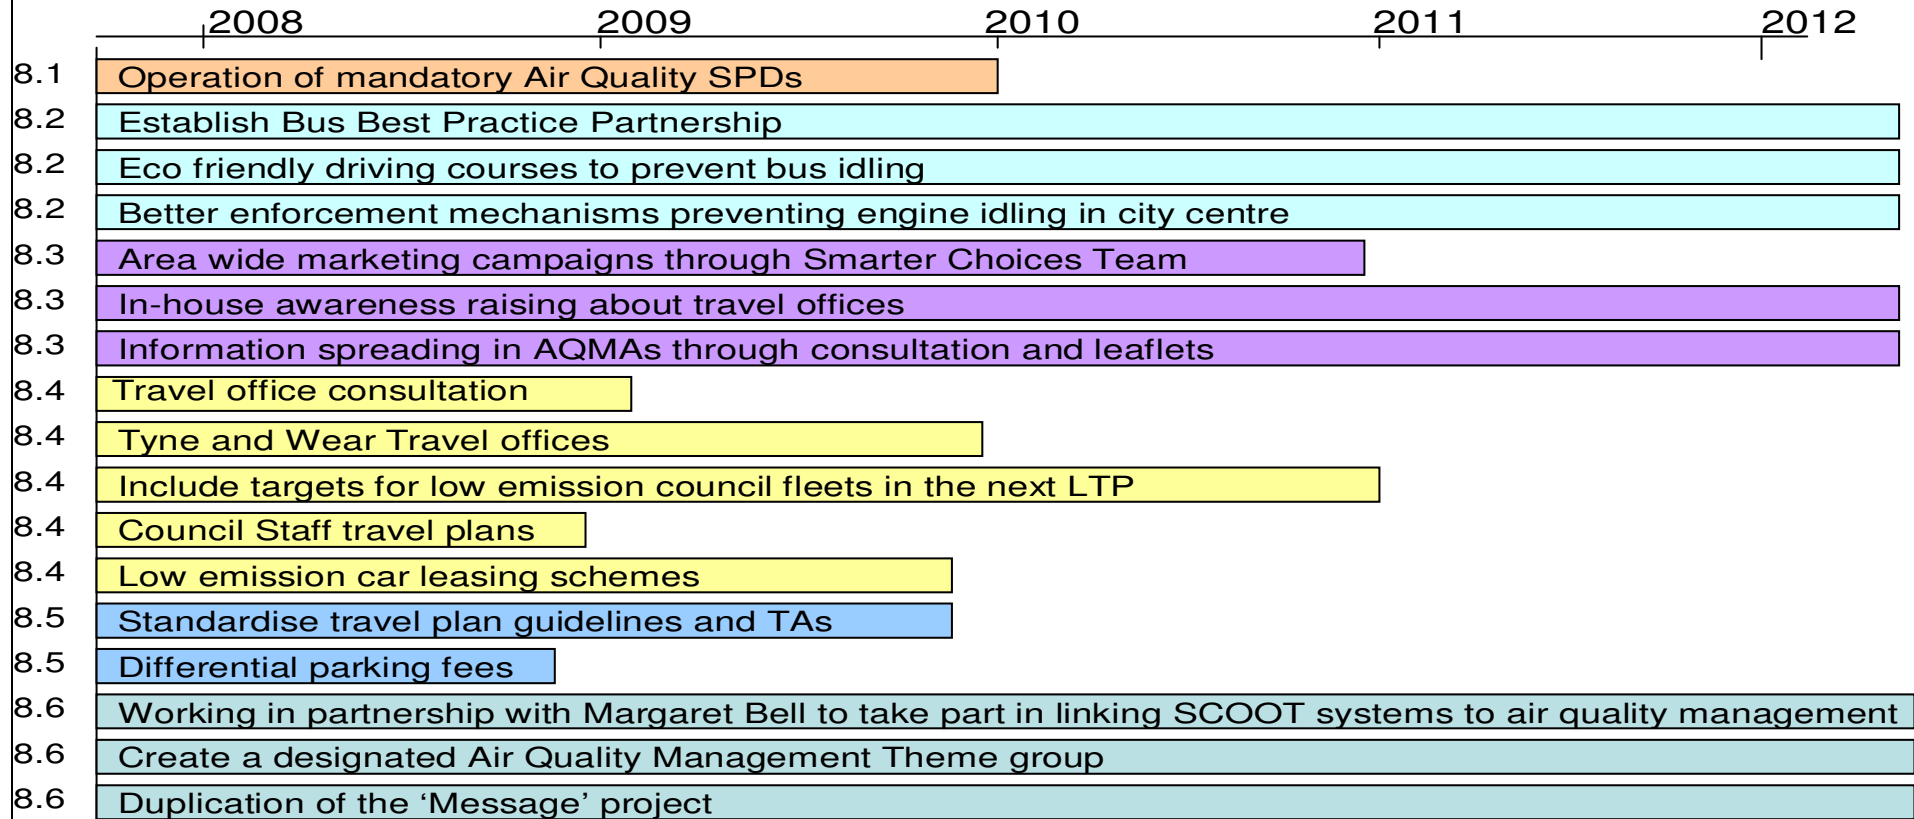 2008 2009 2010 2011 2012
8.1 Operation of mandatory Air Quality SPDs
8.2 Establish Bus Best Practice Partnership
8.2 Eco friendly driving courses to prevent bus idling
8.2 Better enforcement mechanisms preventing engine idling in city centre
8.3 Area wide marketing campaigns through Smarter Choices Team
8.3 In-house awareness raising about travel offices
8.3 Information spreading in AQMAs through consultation and leaflets
8.4 Travel office consultation
8.4 Tyne and Wear Travel offices
8.4 Include targets for low emission council fleets in the next LTP
8.4 Council Staff travel plans
8.4 Low emission car leasing schemes
8.5 Standardise travel plan guidelines and TAs
8.5 Differential parking fees
8.6 Working in partnership with Margaret Bell to take part in linking SCOOT systems to air quality management
8.6 Create a designated Air Quality Management Theme group
8.6 Duplication of the ‘Message’ project